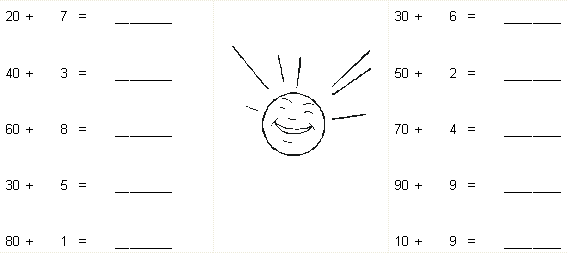 20 + 7 = ______
40 + 3 = ______
60 + 8 = ______
30 + 5 = ______
80 + 1 = ______
30 + 6 = ______
50 + 2 = ______
70 + 4 = ______
90 + 9 = ______
10 + 9 = ______